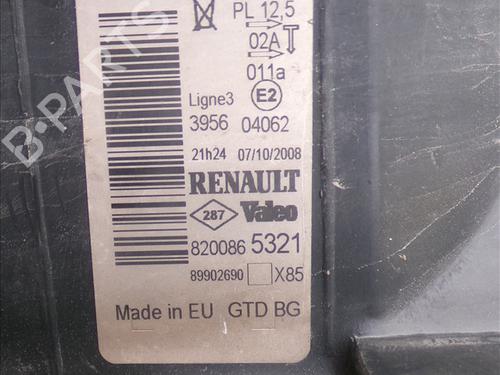 PL 12,5
02A
011a
Ligne3 E2
3956 04062
21h24 07/10/2008
RENAULT
287 Valeo
820086 5321
89902690 X85
Made in EU GTD BG
B-PARTS